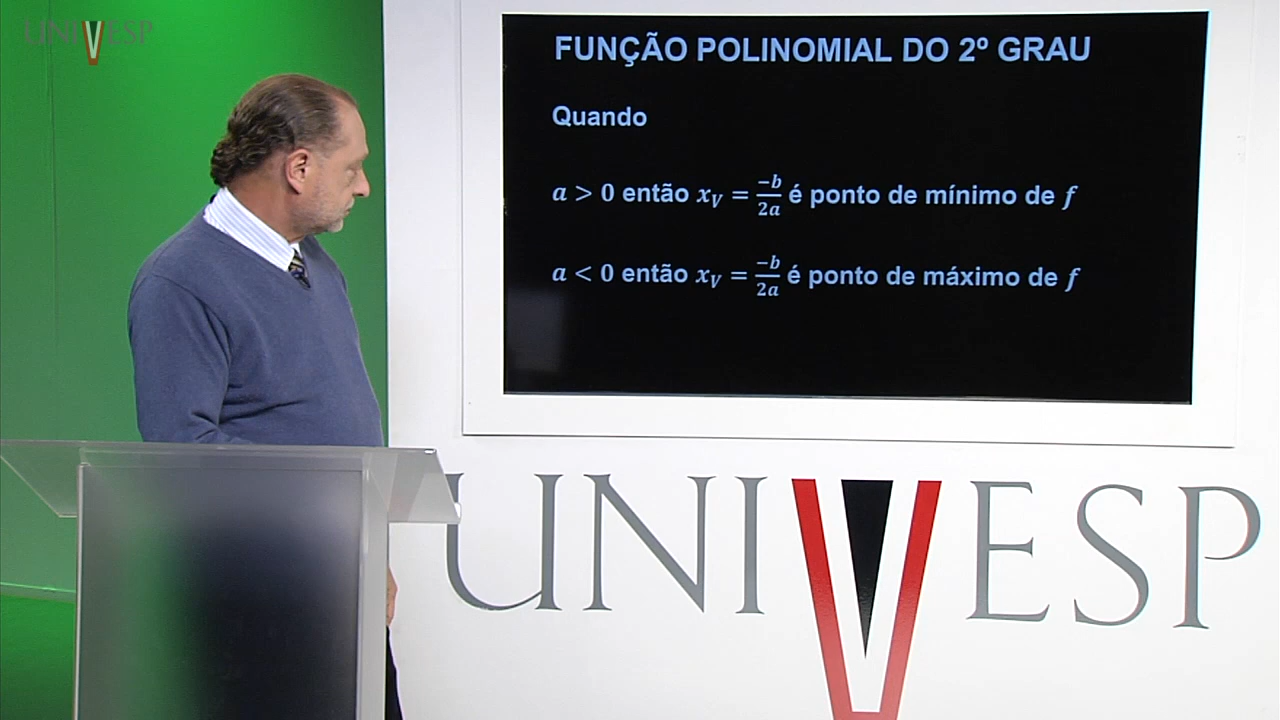 UNIVESP
FUNÇÃO POLINOMIAL DO 2º GRAU
Quando
a > 0 então x_V = -b/2a é ponto de mínimo de f
a < 0 então x_V = -b/2a é ponto de máximo de f
UNIVESP